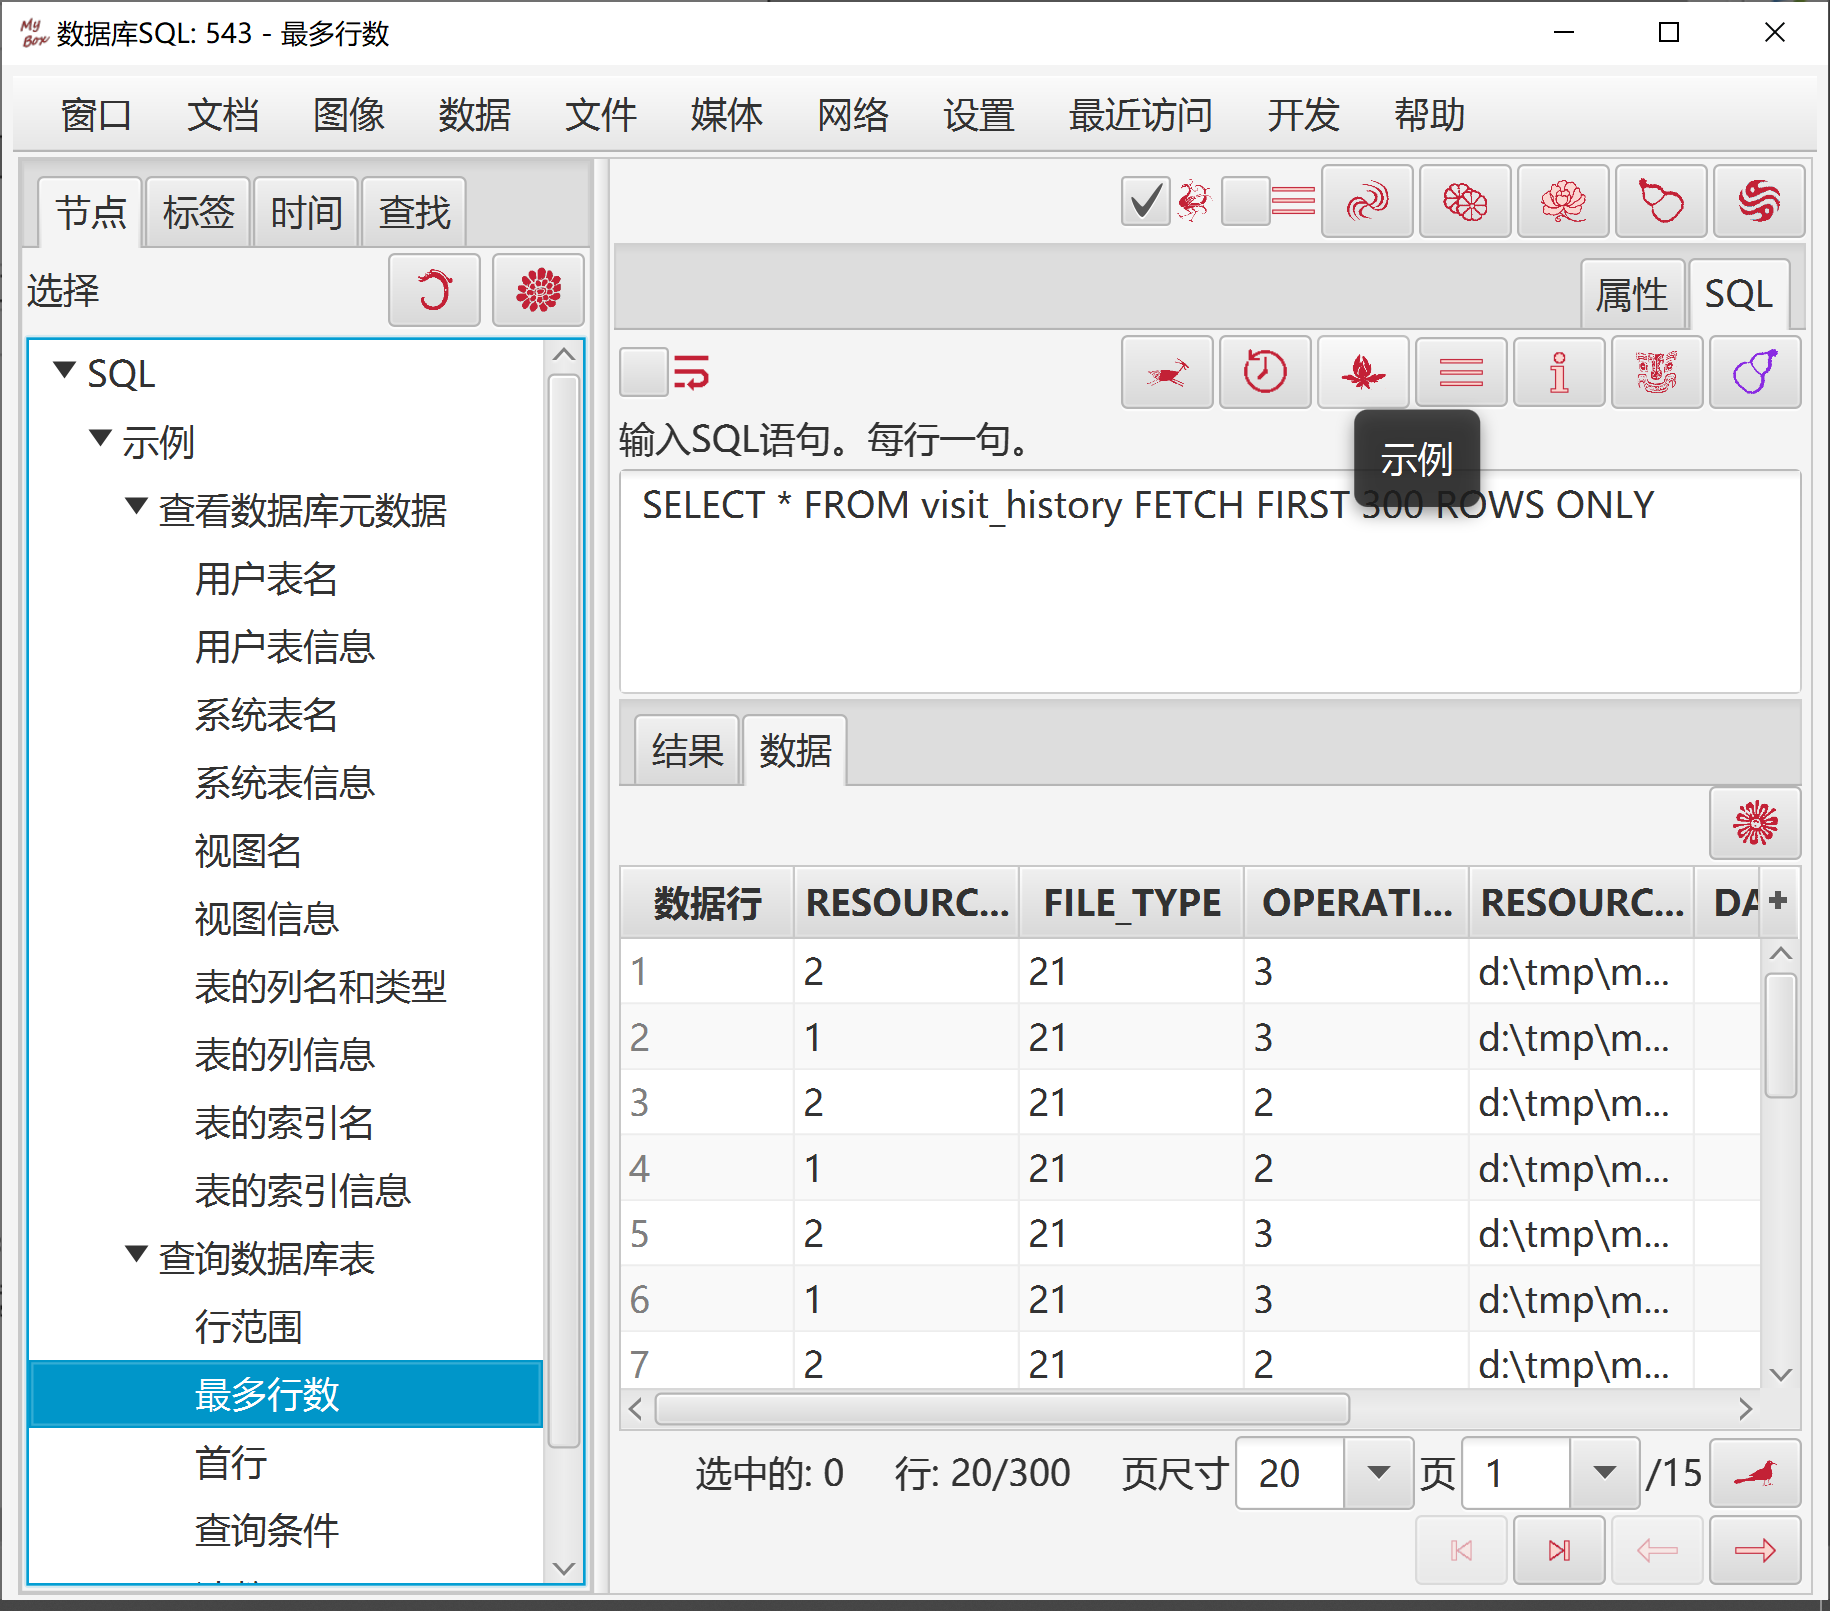 My Box 数据库SQL: 543 - 最多行数
窗口 文档 图像 数据 文件 媒体 网络 设置 最近访问 开发 帮助
节点 标签 时间 查找
选择
SQL
示例
查看数据库元数据
用户表名
用户表信息
系统表名
系统表信息
视图名
视图信息
表的列名和类型
表的列信息
表的索引名
表的索引信息
查询数据库表
行范围
最多行数
首行
查询条件
属性 SQL
输入SQL语句。每行一句。
示例
SELECT * FROM visit_history FETCH FIRST 300 ROWS ONLY
结果 数据
数据行 RESOURC... FILE_TYPE OPERATI... RESOURC... DA +
1 2 21 3 d:\tmp\m...
2 1 21 3 d:\tmp\m...
3 2 21 2 d:\tmp\m...
4 1 21 2 d:\tmp\m...
5 2 21 3 d:\tmp\m...
6 1 21 3 d:\tmp\m...
7 2 21 2 d:\tmp\m...
选中的: 0 行: 20/300 页尺寸 20 页 1 /15